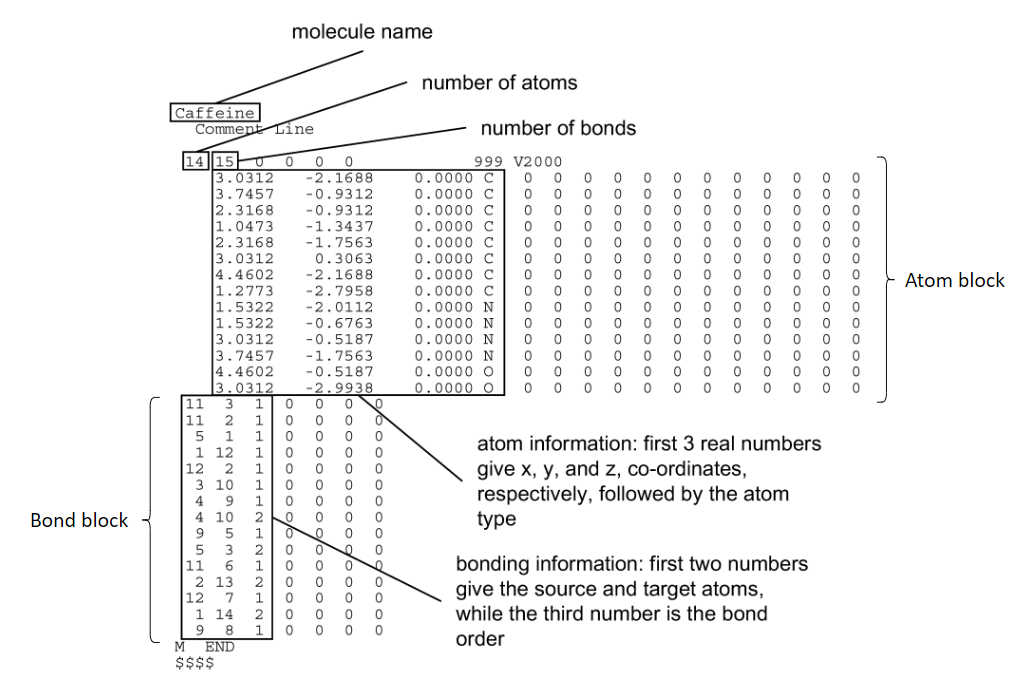 molecule name
number of atoms
Caffeine
Comment Line
number of bonds
14 15 0 0 0 0 999 V2000
3.0312 -2.1688 0.0000 C 0 0 0 0 0 0 0 0 0 0 0 0
3.7457 -0.9312 0.0000 C 0 0 0 0 0 0 0 0 0 0 0 0
2.3168 -0.9312 0.0000 C 0 0 0 0 0 0 0 0 0 0 0 0
1.0473 -1.3437 0.0000 C 0 0 0 0 0 0 0 0 0 0 0 0
2.3168 -1.7563 0.0000 C 0 0 0 0 0 0 0 0 0 0 0 0
3.0312 0.3063 0.0000 C 0 0 0 0 0 0 0 0 0 0 0 0
4.4602 -2.1688 0.0000 C 0 0 0 0 0 0 0 0 0 0 0 0
1.2773 -2.7958 0.0000 C 0 0 0 0 0 0 0 0 0 0 0 0
1.5322 -2.0112 0.0000 N 0 0 0 0 0 0 0 0 0 0 0 0
1.5322 -0.6763 0.0000 N 0 0 0 0 0 0 0 0 0 0 0 0
3.0312 -0.5187 0.0000 N 0 0 0 0 0 0 0 0 0 0 0 0
3.7457 -1.7563 0.0000 N 0 0 0 0 0 0 0 0 0 0 0 0
4.4602 -0.5187 0.0000 O 0 0 0 0 0 0 0 0 0 0 0 0
3.0312 -2.9938 0.0000 O 0 0 0 0 0 0 0 0 0 0 0 0
Atom block
11 3 1 0 0 0 0
11 2 1 0 0 0 0
5 1 1 0 0 0 0
1 12 1 0 0 0 0
12 2 1 0 0 0 0
3 10 1 0 0 0 0
4 9 1 0 0 0 0
4 10 2 0 0 0 0
9 5 1 0 0 0 0
5 3 2 0 0 0 0
11 6 1 0 0 0 0
2 13 2 0 0 0 0
12 7 1 0 0 0 0
1 14 2 0 0 0 0
9 8 1 0 0 0 0
M END
$$$$
Bond block
atom information: first 3 real numbers
give x, y, and z, co-ordinates,
respectively, followed by the atom
type
bonding information: first two numbers
give the source and target atoms,
while the third number is the bond
order